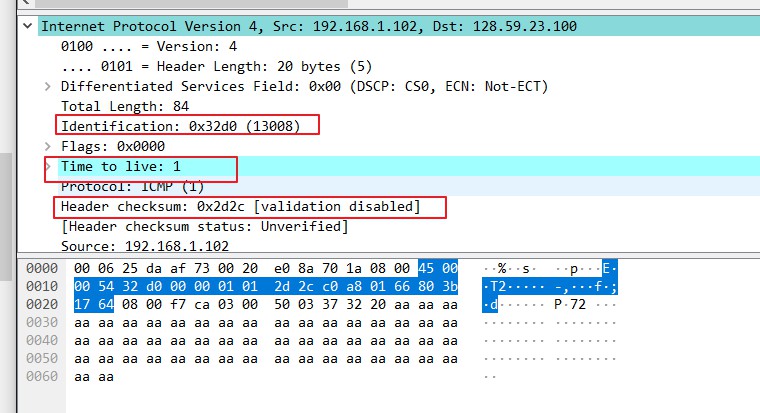 Internet Protocol Version 4, Src: 192.168.1.102, Dst: 128.59.23.100
0100 .... = Version: 4
.... 0101 = Header Length: 20 bytes (5)
Differentiated Services Field: 0x00 (DSCP: CS0, ECN: Not-ECT)
Total Length: 84
Identification: 0x32d0 (13008)
Flags: 0x0000
Time to live: 1
Protocol: ICMP (1)
Header checksum: 0x2d2c [validation disabled]
[Header checksum status: Unverified]
Source: 192.168.1.102
0000 00 06 25 da af 73 00 20 e0 8a 70 1a 08 00 45 00 ··%··s· ··p···E·
0010 00 54 32 d0 00 00 01 01 2d 2c c0 a8 01 66 80 3b ·T2····· -,···f·;
0020 17 64 08 00 f7 ca 03 00 50 03 37 32 20 aa aa aa ·d······ P·72 ···
0030 aa aa aa aa aa aa aa aa aa aa aa aa aa aa aa aa ········ ········
0040 aa aa aa aa aa aa aa aa aa aa aa aa aa aa aa aa ········ ········
0050 aa aa aa aa aa aa aa aa aa aa aa aa aa aa aa aa ········ ········
0060 aa aa ··